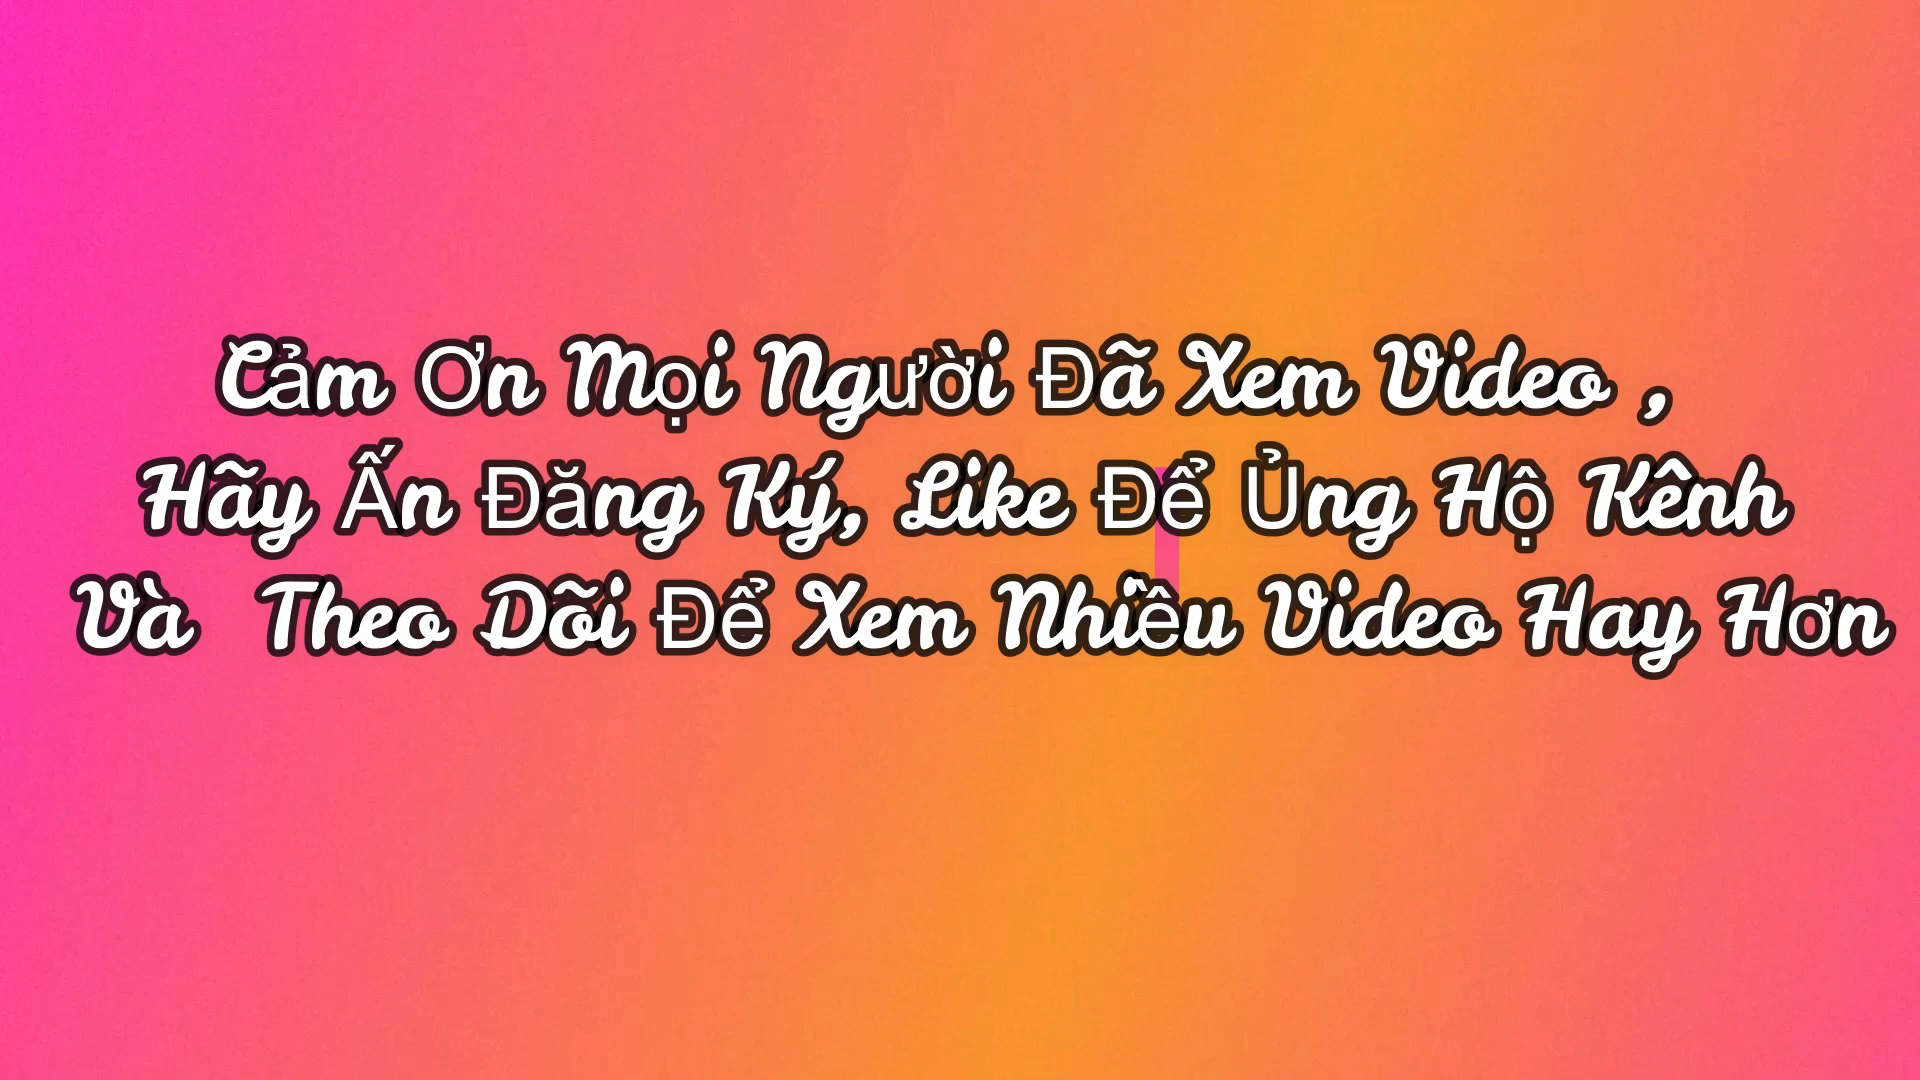 Cảm Ơn Mọi Người Đã Xem Video ,
Hãy Ấn Đăng Ký, Like Để Ủng Hộ Kênh
Và  Theo Dõi Để Xem Nhiều Video Hay Hơn